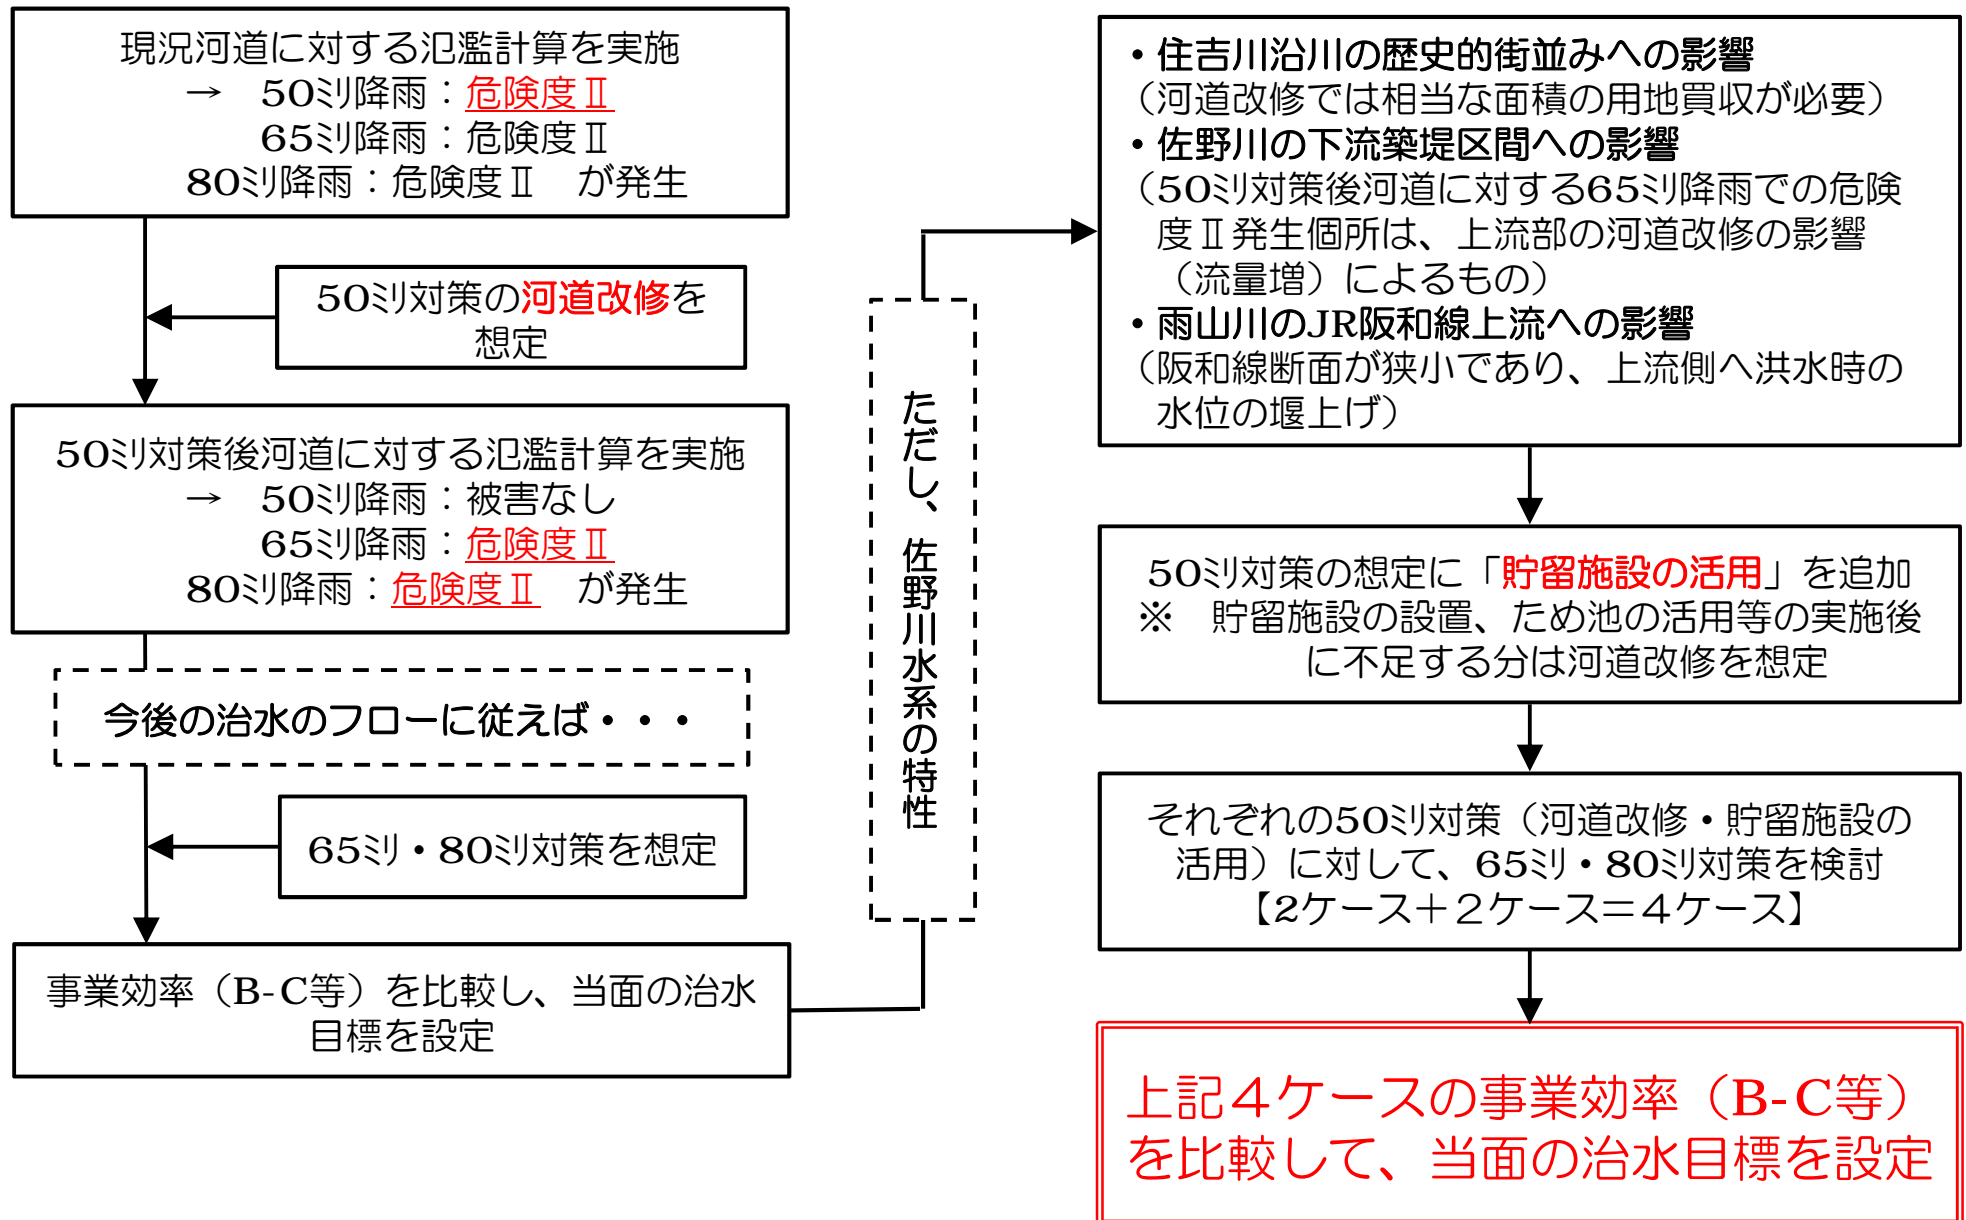 現況河道に対する氾濫計算を実施
→ 50ミリ降雨：危険度Ⅱ
65ミリ降雨：危険度Ⅱ
80ミリ降雨：危険度Ⅱ が発生
50ミリ対策の河道改修を
想定
50ミリ対策後河道に対する氾濫計算を実施
→ 50ミリ降雨：被害なし
65ミリ降雨：危険度Ⅱ
80ミリ降雨：危険度Ⅱ が発生
今後の治水のフローに従えば・・・
65ミリ・80ミリ対策を想定
事業効率（B-C等）を比較し、当面の治水
目標を設定
ただし、佐野川水系の特性
・住吉川沿川の歴史的街並みへの影響
（河道改修では相当な面積の用地買収が必要）
・佐野川の下流築堤区間への影響
（50ミリ対策後河道に対する65ミリ降雨での危険
度Ⅱ発生個所は、上流部の河道改修の影響
（流量増）によるもの）
・雨山川のJR阪和線上流への影響
（阪和線断面が狭小であり、上流側へ洪水時の
水位の堰上げ）
50ミリ対策の想定に「貯留施設の活用」を追加
※ 貯留施設の設置、ため池の活用等の実施後
に不足する分は河道改修を想定
それぞれの50ミリ対策（河道改修・貯留施設の
活用）に対して、65ミリ・80ミリ対策を検討
【2ケース＋２ケース＝４ケース】
上記４ケースの事業効率（B-C等）
を比較して、当面の治水目標を設定